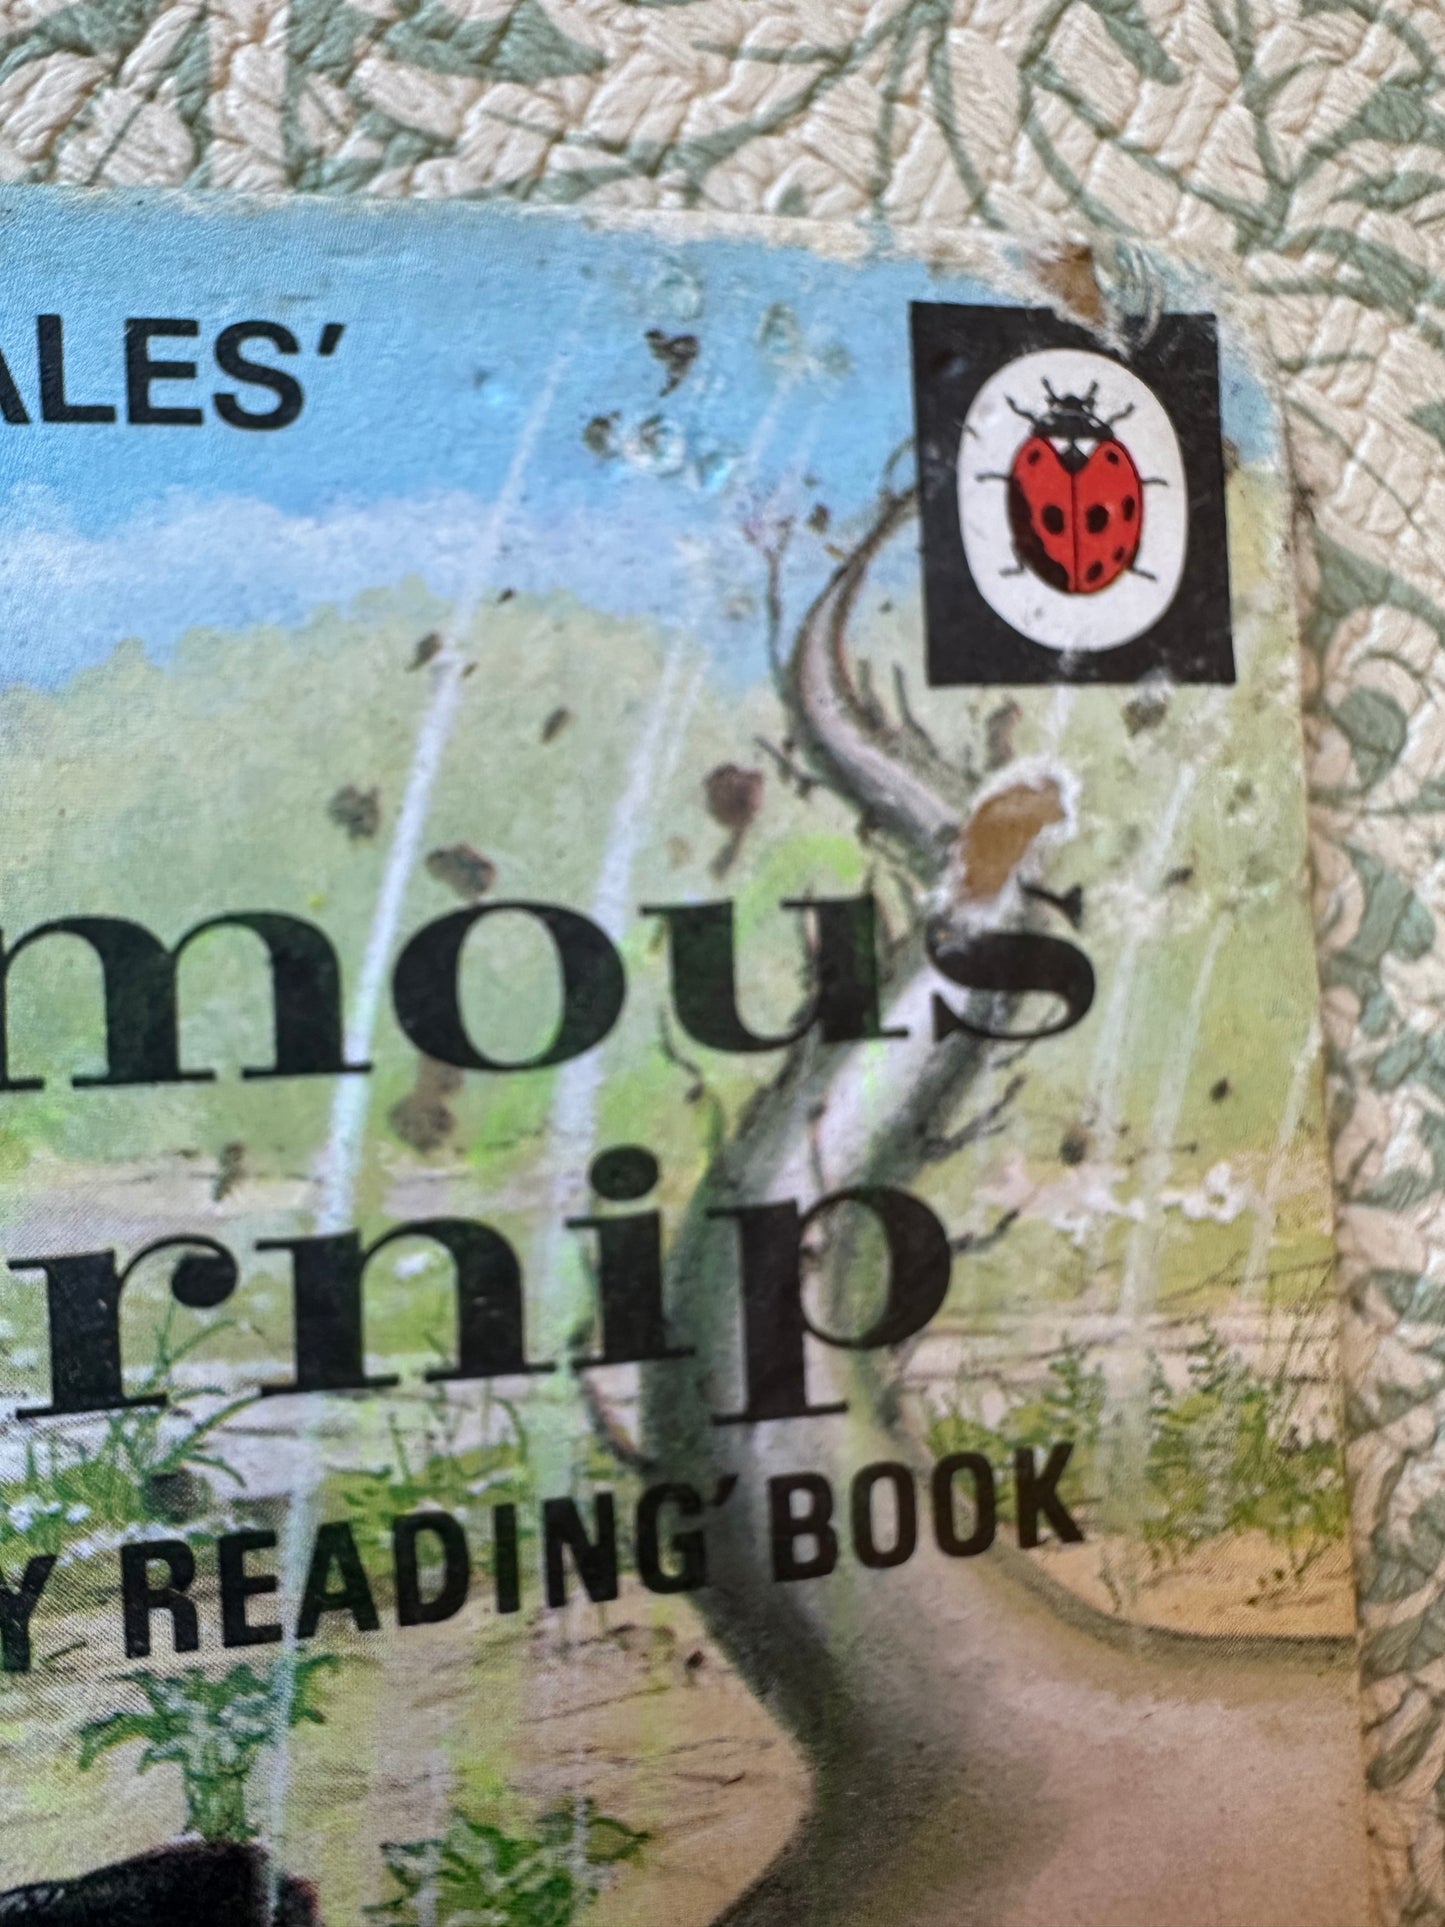 ALES'
mous
rnip
Y READING' BOOK